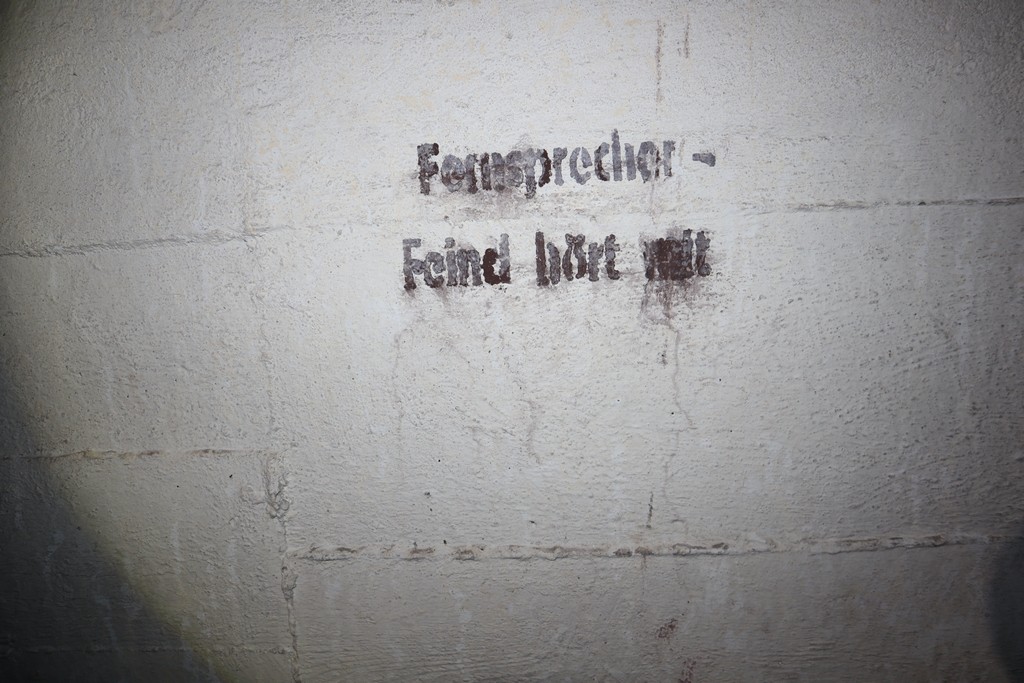 Fernsprecher -
Feind hört mit